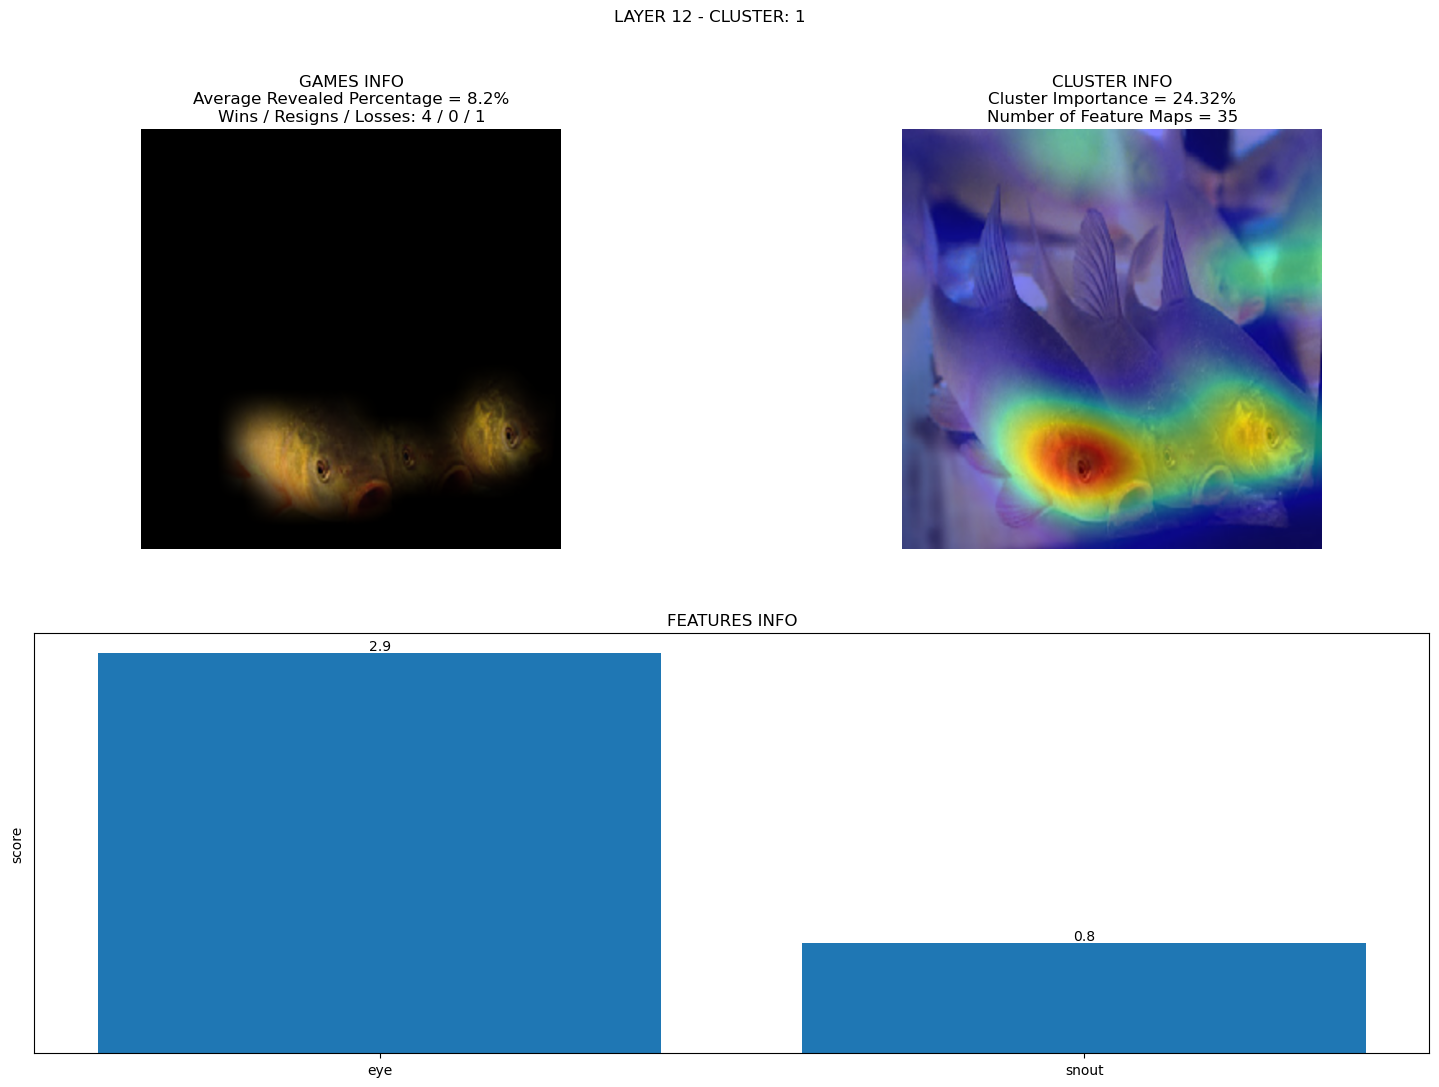 LAYER 12 - CLUSTER: 1
GAMES INFO
Average Revealed Percentage = 8.2%
Wins / Resigns / Losses: 4 / 0 / 1
CLUSTER INFO
Cluster Importance = 24.32%
Number of Feature Maps = 35
FEATURES INFO
2.9
0.8
score
eye
snout